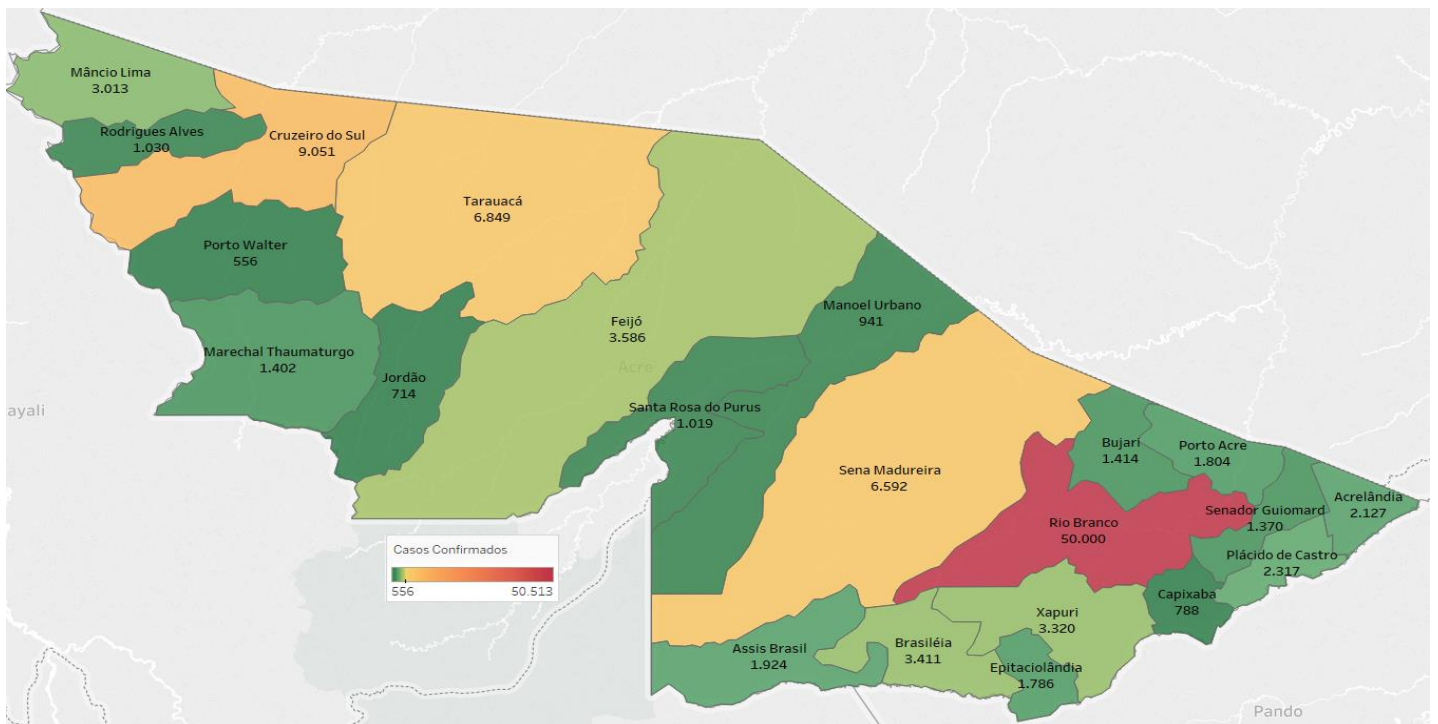 Mâncio Lima
3.013
Rodrigues Alves
1.030
Cruzeiro do Sul
9.051
Tarauacá
6.849
Porto Walter
556
Manoel Urbano
941
Feijó
3.586
Marechal Thaumaturgo
1.402
Acre
Jordão
714
ayali
Santa Rosa do Purus
1.019
Bujari
1.414
Porto Acre
1.804
Sena Madureira
6.592
Acrelândia
2.127
Senador Guiomard
1.370
Rio Branco
50.000
Plácido de Castro
2.317
Casos Confirmados
556 50.513
Capixaba
788
Xapuri
3.320
Brasiléia
3.411
Assis Brasil
1.924
Epitaciolândia
1.786
Pando